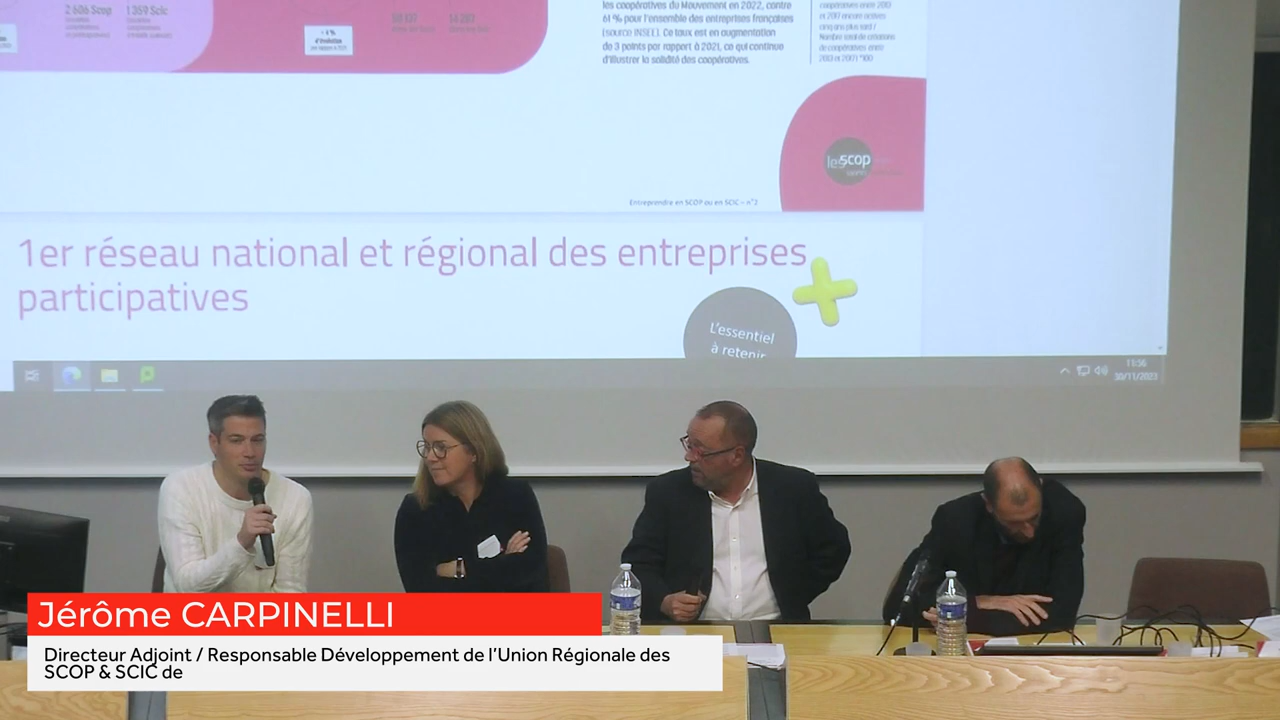 2 606 Scop
1 359 Scic
les coopératives du Mouvement en 2022, contre
61 % pour l'ensemble des entreprises françaises
(source INSEE). Ce taux est en augmentation
de 3 points par rapport à 2021, ce qui continue
d'illustrer la solidité des coopératives.
les scop
Entreprendre en SCOP ou en SCIC – n°2
1er réseau national et régional des entreprises
participatives
L'essentiel
à retenir
11:56
30/11/2023
Jérôme CARPINELLI
Directeur Adjoint / Responsable Développement de l'Union Régionale des
SCOP & SCIC de